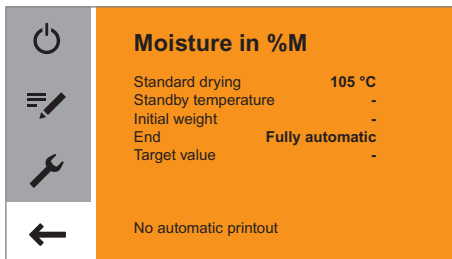 Moisture in %M
Standard drying 105 °C
Standby temperature -
Initial weight -
End Fully automatic
Target value -
No automatic printout